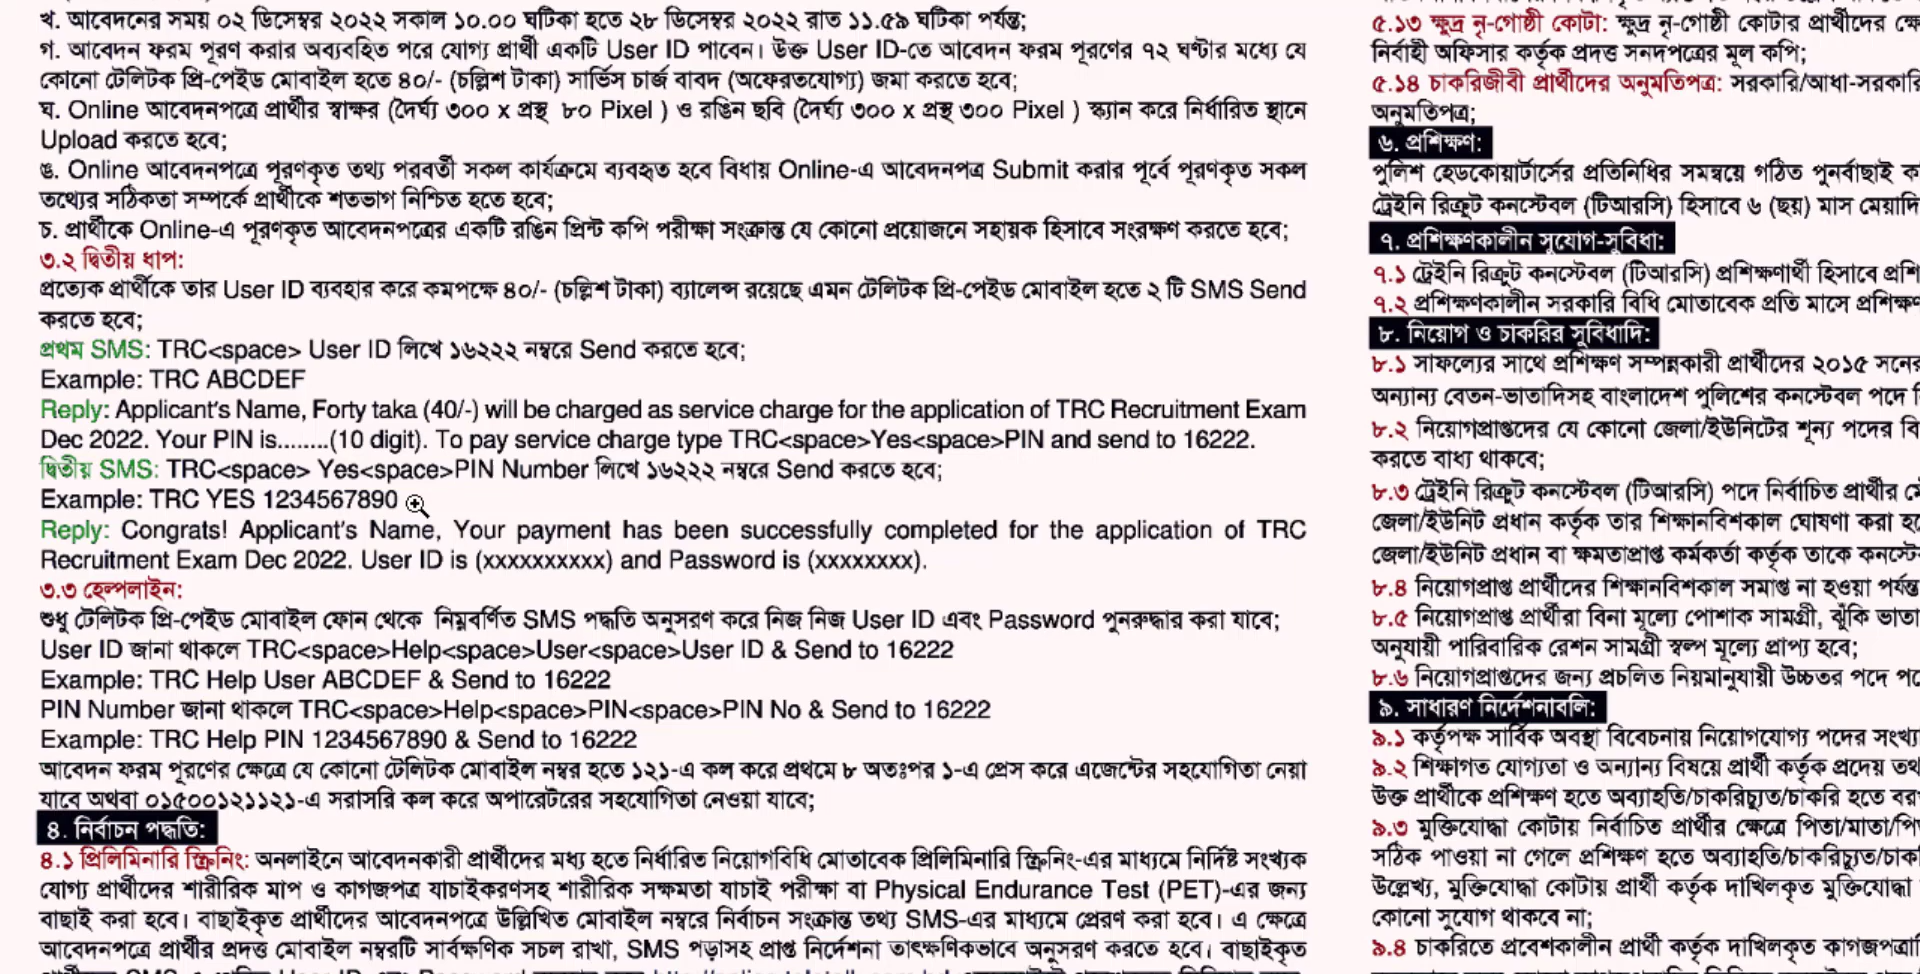 খ. আবেদনের সময় ০২ ডিসেম্বর ২০২২ সকাল ১০.০০ ঘটিকা হতে ২৮ ডিসেম্বর ২০২২ রাত ১১.৫৯ ঘটিকা পর্যন্ত;
গ. আবেদন ফরম পূরণ করার অব্যবহিত পরে যোগ্য প্রার্থী একটি User ID পাবেন। উক্ত User ID-তে আবেদন ফরম পূরণের ৭২ ঘণ্টার মধ্যে যে
কোনো টেলিটক প্রি-পেইড মোবাইল হতে ৪০/- (চল্লিশ টাকা) সার্ভিস চার্জ বাবদ (অফেরতযোগ্য) জমা করতে হবে;
ঘ. Online আবেদনপত্রে প্রার্থীর স্বাক্ষর (দৈর্ঘ্য ৩০০ x প্রস্থ ৮০ Pixel ) ও রঙিন ছবি (দৈর্ঘ্য ৩০০ x প্রস্থ ৩০০ Pixel ) স্ক্যান করে নির্ধারিত স্থানে
Upload করতে হবে;
ঙ. Online আবেদনপত্রে পূরণকৃত তথ্য পরবর্তী সকল কার্যক্রমে ব্যবহৃত হবে বিধায় Online-এ আবেদনপত্র Submit করার পূর্বে পূরণকৃত সকল
তথ্যের সঠিকতা সম্পর্কে প্রার্থীকে শতভাগ নিশ্চিত হতে হবে;
চ. প্রার্থীকে Online-এ পূরণকৃত আবেদনপত্রের একটি রঙিন প্রিন্ট কপি পরীক্ষা সংক্রান্ত যে কোনো প্রয়োজনে সহায়ক হিসাবে সংরক্ষণ করতে হবে;
৩.২ দ্বিতীয় ধাপ:
প্রত্যেক প্রার্থীকে তার User ID ব্যবহার করে কমপক্ষে ৪০/- (চল্লিশ টাকা) ব্যালেন্স রয়েছে এমন টেলিটক প্রি-পেইড মোবাইল হতে ২ টি SMS Send
করতে হবে;
প্রথম SMS: TRC<space> User ID লিখে ১৬২২২ নম্বরে Send করতে হবে;
Example: TRC ABCDEF
Reply: Applicant's Name, Forty taka (40/-) will be charged as service charge for the application of TRC Recruitment Exam
Dec 2022. Your PIN is........(10 digit). To pay service charge type TRC<space>Yes<space>PIN and send to 16222.
দ্বিতীয় SMS: TRC<space> Yes<space>PIN Number লিখে ১৬২২২ নম্বরে Send করতে হবে;
Example: TRC YES 1234567890
Reply: Congrats! Applicant's Name, Your payment has been successfully completed for the application of TRC
Recruitment Exam Dec 2022. User ID is (xxxxxxxxxx) and Password is (xxxxxxxx).
৩.৩ হেল্পলাইন:
শুধু টেলিটক প্রি-পেইড মোবাইল ফোন থেকে নিম্নবর্ণিত SMS পদ্ধতি অনুসরণ করে নিজ নিজ User ID এবং Password পুনরুদ্ধার করা যাবে;
User ID জানা থাকলে TRC<space>Help<space>User<space>User ID & Send to 16222
Example: TRC Help User ABCDEF & Send to 16222
PIN Number জানা থাকলে TRC<space>Help<space>PIN<space>PIN No & Send to 16222
Example: TRC Help PIN 1234567890 & Send to 16222
আবেদন ফরম পূরণের ক্ষেত্রে যে কোনো টেলিটক মোবাইল নম্বর হতে ১২১-এ কল করে প্রথমে ৮ অতঃপর ১-এ প্রেস করে এজেন্টের সহযোগিতা নেয়া
যাবে অথবা ০১৫০০১২১১২১-এ সরাসরি কল করে অপারেটরের সহযোগিতা নেওয়া যাবে;
৪. নির্বাচন পদ্ধতি:
৪.১ প্রিলিমিনারি স্ক্রিনিং: অনলাইনে আবেদনকারী প্রার্থীদের মধ্য হতে নির্ধারিত নিয়োগবিধি মোতাবেক প্রিলিমিনারি স্ক্রিনিং-এর মাধ্যমে নির্দিষ্ট সংখ্যক
যোগ্য প্রার্থীদের শারীরিক মাপ ও কাগজপত্র যাচাইকরণসহ শারীরিক সক্ষমতা যাচাই পরীক্ষা বা Physical Endurance Test (PET)-এর জন্য
বাছাই করা হবে। বাছাইকৃত প্রার্থীদের আবেদনপত্রে উল্লিখিত মোবাইল নম্বরে নির্বাচন সংক্রান্ত তথ্য SMS-এর মাধ্যমে প্রেরণ করা হবে। এ ক্ষেত্রে
আবেদনপত্রে প্রার্থীর প্রদত্ত মোবাইল নম্বরটি সার্বক্ষণিক সচল রাখা, SMS পড়াসহ প্রাপ্ত নির্দেশনা তাৎক্ষণিকভাবে অনুসরণ করতে হবে। বাছাইকৃত
৫.১৩ ক্ষুদ্র নৃ-গোষ্ঠী কোটা: ক্ষুদ্র নৃ-গোষ্ঠী কোটার প্রার্থীদের
নির্বাহী অফিসার কর্তৃক প্রদত্ত সনদপত্রের মূল কপি;
৫.১৪ চাকরিজীবী প্রার্থীদের অনুমতিপত্র: সরকারি/আধা-সরকারি
অনুমতিপত্র;
৬. প্রশিক্ষণ:
পুলিশ হেডকোয়ার্টার্সের প্রতিনিধির সমন্বয়ে গঠিত পুনর্বাছাই
ট্রেইনি রিক্রুট কনস্টেবল (টিআরসি) হিসাবে ৬ (ছয়) মাস
৭. প্রশিক্ষণকালীন সুযোগ-সুবিধা:
৭.১ ট্রেইনি রিক্রুট কনস্টেবল (টিআরসি) প্রশিক্ষণার্থী হিসাবে
৭.২ প্রশিক্ষণকালীন সরকারি বিধি মোতাবেক প্রতি মাসে
৮. নিয়োগ ও চাকরির সুবিধাদি:
৮.১ সাফল্যের সাথে প্রশিক্ষণ সম্পন্নকারী প্রার্থীদের ২০১৫ সনের
অন্যান্য বেতন-ভাতাদিসহ বাংলাদেশ পুলিশের কনস্টেবল পদে
৮.২ নিয়োগপ্রাপ্তদের যে কোনো জেলা/ইউনিটের শূন্য পদের
করতে বাধ্য থাকবে;
৮.৩ ট্রেইনি রিক্রুট কনস্টেবল (টিআরসি) পদে নির্বাচিত প্রার্থীর
জেলা/ইউনিট প্রধান কর্তৃক তার শিক্ষানবিশকাল ঘোষণা করা
জেলা/ইউনিট প্রধান বা ক্ষমতাপ্রাপ্ত কর্মকর্তা কর্তৃক তাকে
৮.৪ নিয়োগপ্রাপ্ত প্রার্থীদের শিক্ষানবিশকাল সমাপ্ত না হওয়া পর্যন্ত
৮.৫ নিয়োগপ্রাপ্ত প্রার্থীরা বিনা মূল্যে পোশাক সামগ্রী, ঝুঁকি ভাতা
অনুযায়ী পারিবারিক রেশন সামগ্রী স্বল্প মূল্যে প্রাপ্য হবে;
৮.৬ নিয়োগপ্রাপ্তদের জন্য প্রচলিত নিয়মানুযায়ী উচ্চতর পদে
৯. সাধারণ নির্দেশনাবলি:
৯.১ কর্তৃপক্ষ সার্বিক অবস্থা বিবেচনায় নিয়োগযোগ্য পদের
৯.২ শিক্ষাগত যোগ্যতা ও অন্যান্য বিষয়ে প্রার্থী কর্তৃক প্রদেয়
উক্ত প্রার্থীকে প্রশিক্ষণ হতে অব্যাহতি/চাকরিচ্যুত/চাকরি হতে
৯.৩ মুক্তিযোদ্ধা কোটায় নির্বাচিত প্রার্থীর ক্ষেত্রে পিতা/মাতা/
সঠিক পাওয়া না গেলে প্রশিক্ষণ হতে অব্যাহতি/চাকরিচ্যুত/
উল্লেখ্য, মুক্তিযোদ্ধা কোটায় প্রার্থী কর্তৃক দাখিলকৃত মুক্তিযোদ্ধা
কোনো সুযোগ থাকবে না;
৯.৪ চাকরিতে প্রবেশকালীন প্রার্থী কর্তৃক দাখিলকৃত